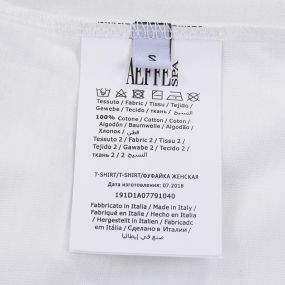 2
AEFFE
SPA
Tessuto / Fabric / Tissu / Tejido /
Gewebe / Tecido / ткань / النسيج
100% Cotone / Cotton / Coton /
Algodón / Baumwolle / Algodão /
Хлопок / قطن
Tessuto 2 / Fabric 2 / Tissu 2 /
Tejido 2 / Gawabe 2 / Tecido 2 /
ткань 2 / 2 النسيج
T-SHIRT/T-SHIRT/ФУФАЙКА ЖЕНСКАЯ
Дата изготовления: 07.2018
191D1A07791040
Fabbricato in Italia / Made in Italy /
Fabriqué en Italie / Hecho en Italia /
Hergestellt in Italien / Fabricado
em Itália / Сделано в Италии /
صنع في إيطاليا